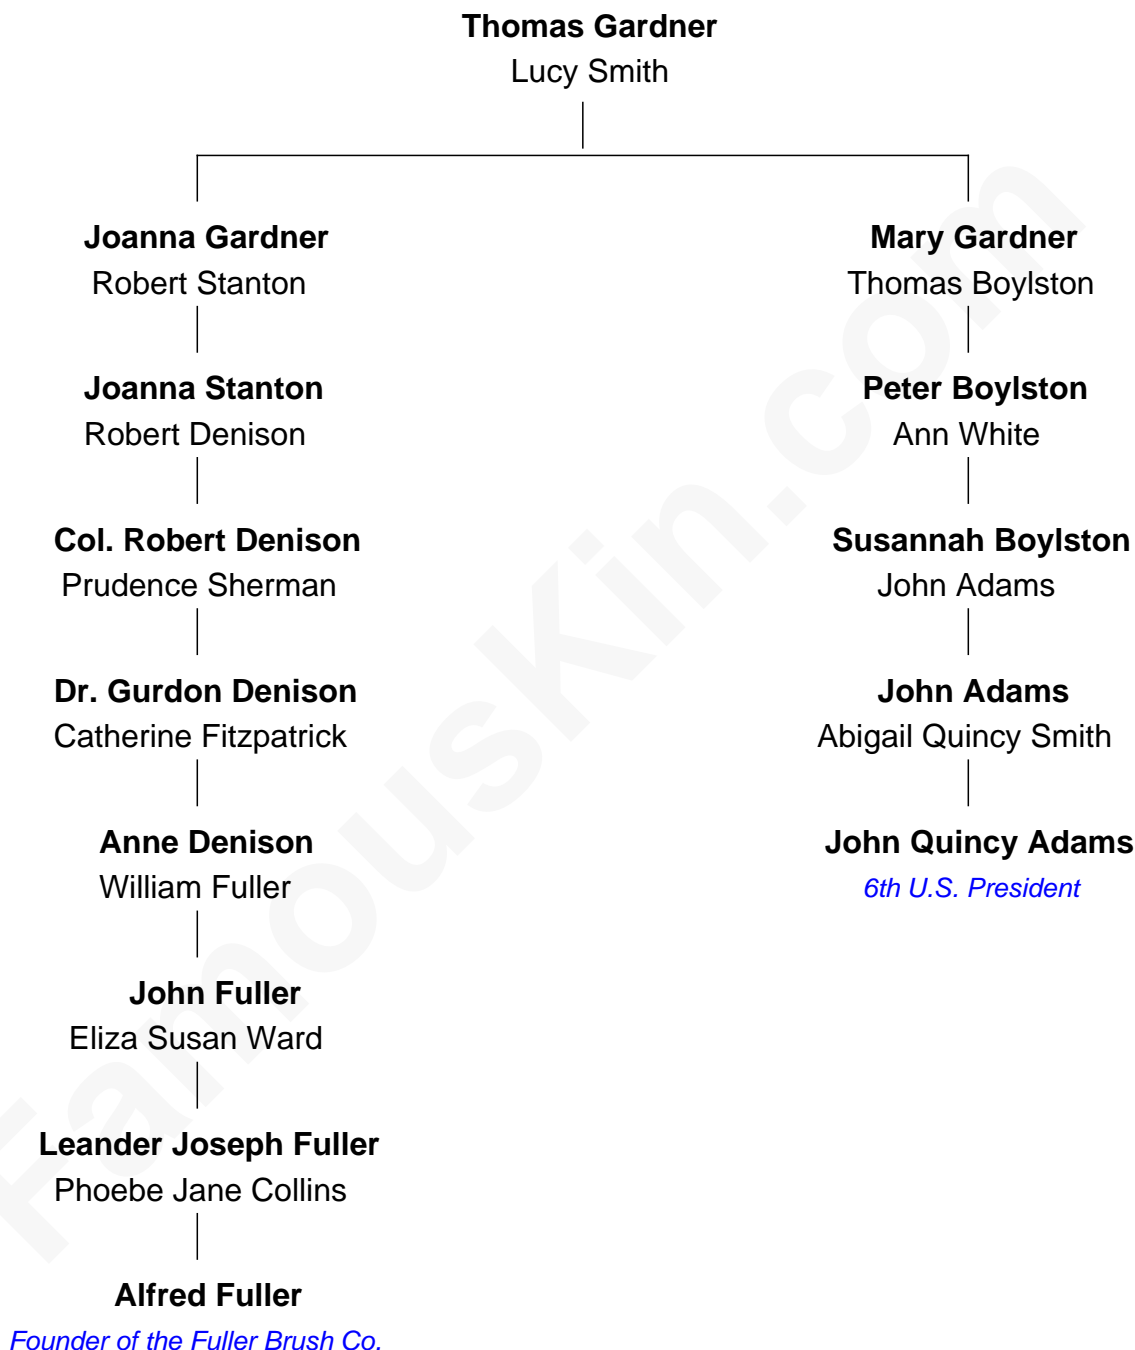 Thomas Gardner
Lucy Smith
Joanna Gardner
Robert Stanton
Mary Gardner
Thomas Boylston
Joanna Stanton
Robert Denison
Peter Boylston
Ann White
Col. Robert Denison
Prudence Sherman
Susannah Boylston
John Adams
Dr. Gurdon Denison
Catherine Fitzpatrick
John Adams
Abigail Quincy Smith
Anne Denison
William Fuller
John Quincy Adams
6th U.S. President
John Fuller
Eliza Susan Ward
Leander Joseph Fuller
Phoebe Jane Collins
Alfred Fuller
Founder of the Fuller Brush Co.
FamousKin.com